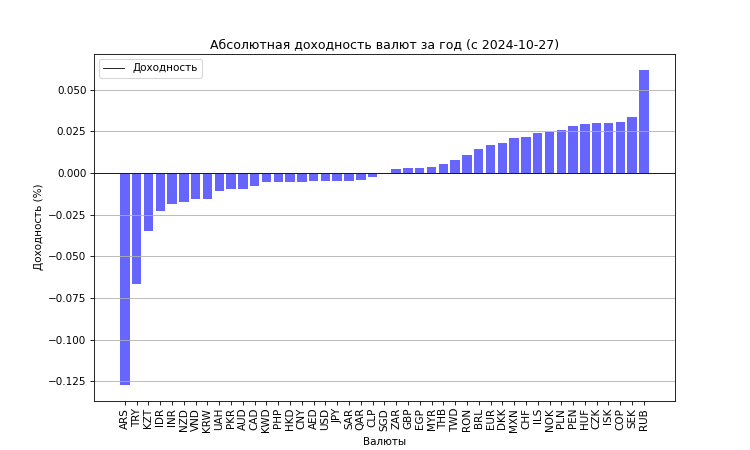 Абсолютная доходность валют за год (с 2024-10-27)
Доходность
0.050
0.025
0.000
−0.025
−0.050
−0.075
−0.100
−0.125
Доходность (%)
ARS TRY KZT IDR INR NZD VND KRW UAH PKR AUD CAD KWD PHP HKD CNY AED USD JPY SAR QAR CLP SGD ZAR GBP EGP MYR THB TWD RON BRL EUR DKK MXN CHF ILS NOK PLN PEN HUF CZK ISK COP SEK RUB
Валюты